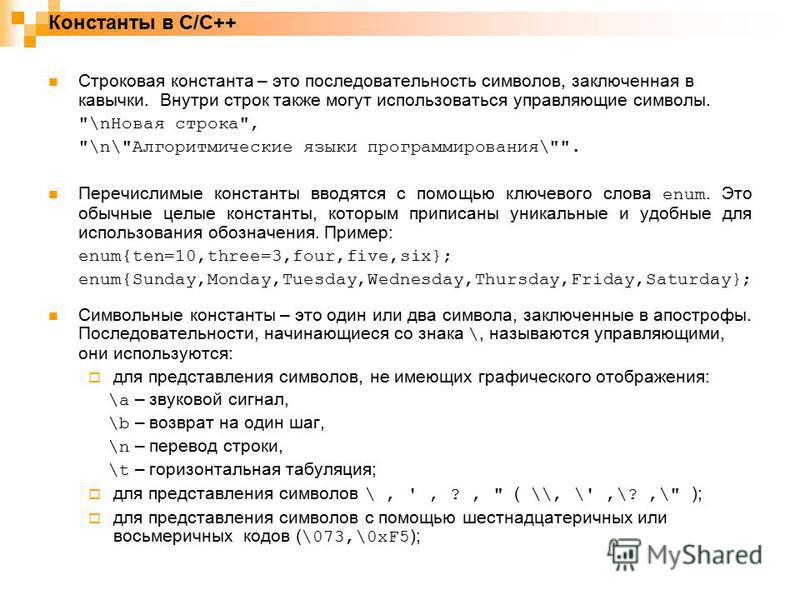 Константы в C/C++
Строковая константа – это последовательность символов, заключенная в
кавычки. Внутри строк также могут использоваться управляющие символы.
"\nНовая строка",
"\n\"Алгоритмические языки программирования\"".
Перечислимые константы вводятся с помощью ключевого слова enum. Это
обычные целые константы, которым приписаны уникальные и удобные для
использования обозначения. Пример:
enum{ten=10,three=3,four,five,six};
enum{Sunday,Monday,Tuesday,Wednesday,Thursday,Friday,Saturday};
Символьные константы – это один или два символа, заключенные в апострофы.
Последовательности, начинающиеся со знака \, называются управляющими,
они используются:
для представления символов, не имеющих графического отображения:
\a – звуковой сигнал,
\b – возврат на один шаг,
\n – перевод строки,
\t – горизонтальная табуляция;
для представления символов \ , ' , ? , " ( \\, \' ,\? ,\" );
для представления символов с помощью шестнадцатеричных или
восьмеричных кодов (\073,\0xF5);
MyShared